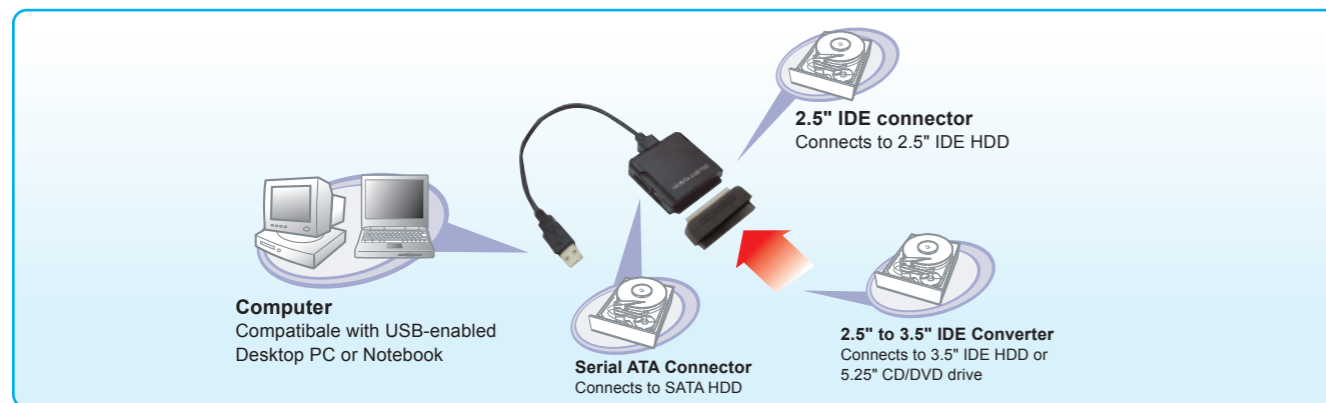 2.5" IDE connector
Connects to 2.5" IDE HDD
Computer
Compatibale with USB-enabled
Desktop PC or Notebook
Serial ATA Connector
Connects to SATA HDD
2.5" to 3.5" IDE Converter
Connects to 3.5" IDE HDD or
5.25" CD/DVD drive